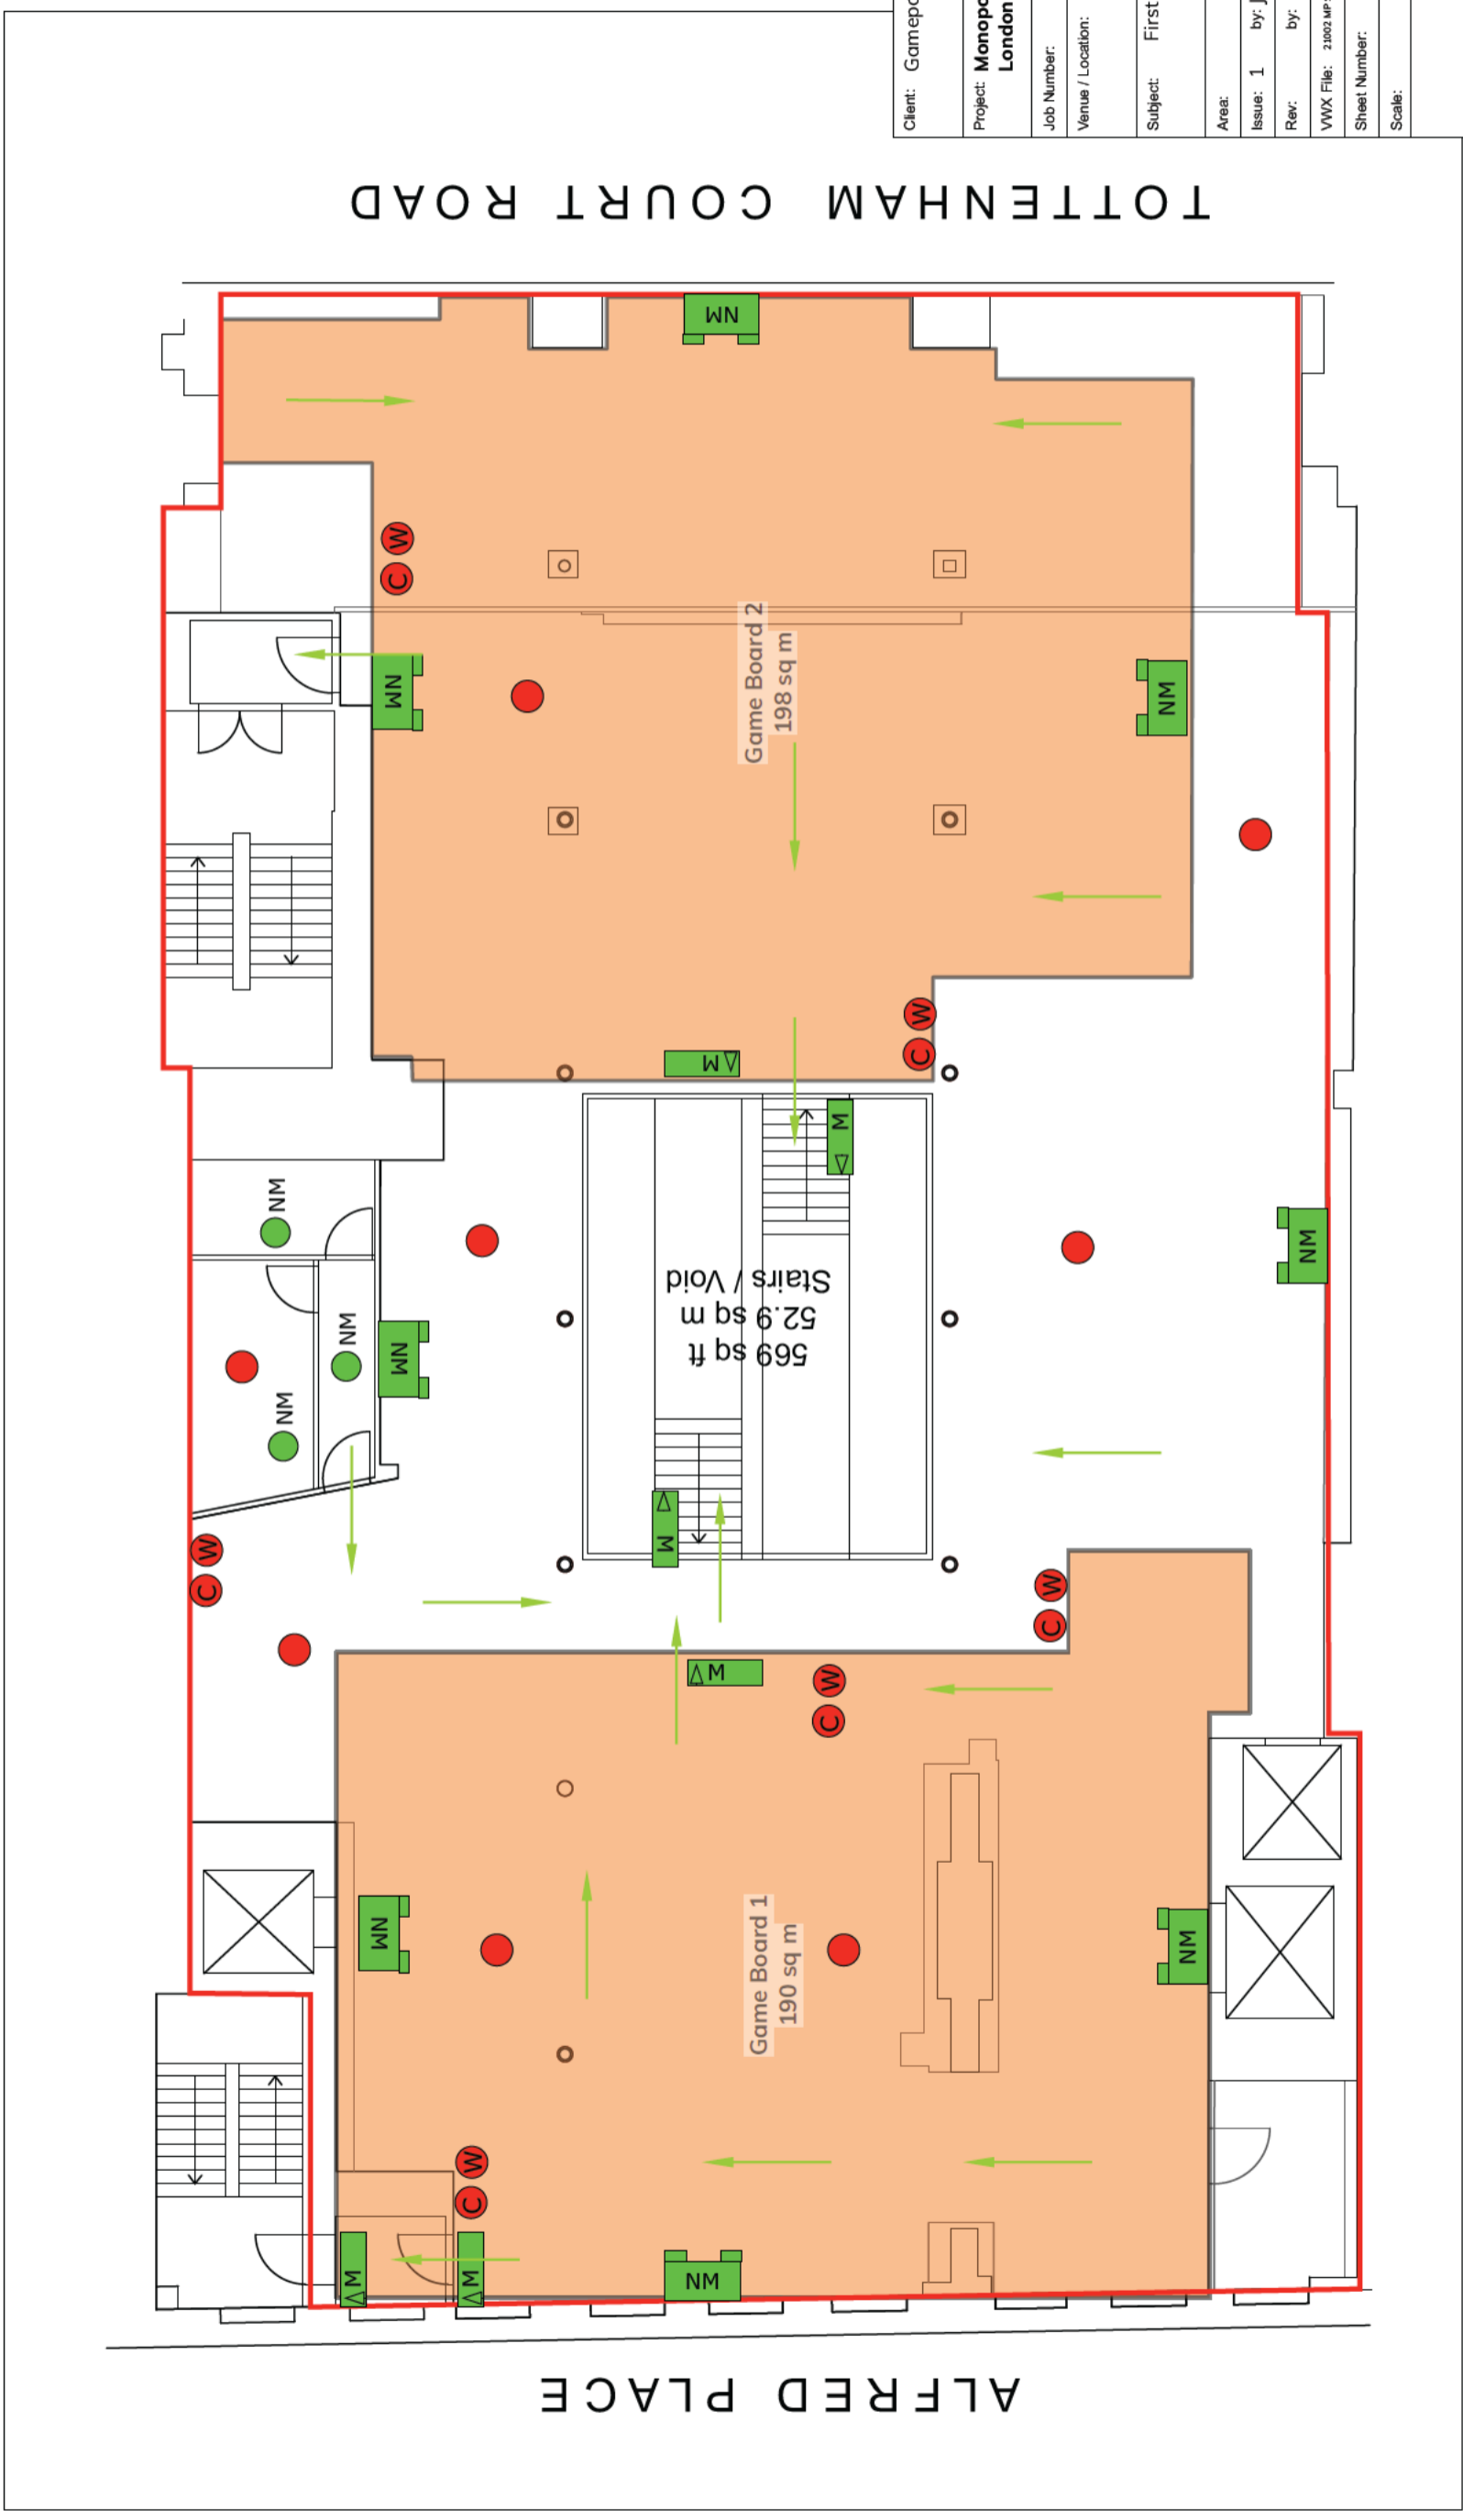 Client: Gamepo
Project: Monopo
London
Job Number:
Venue / Location:
Subject: First
Area:
Issue: 1 by: J
Rev: by:
VWX File: 21002 MP
Sheet Number:
Scale:
TOTTENHAM COURT ROAD
NM
W
C
Game Board 2
198 sq m
NM
NM
W
C
M
M
NM
Stairs / Void
52.9 sq m
569 sq ft
NM
NM
NM
NM
M
W
C
W
C
M
W
C
Game Board 1
190 sq m
NM
NM
W
C
M
M
NM
ALFRED PLACE